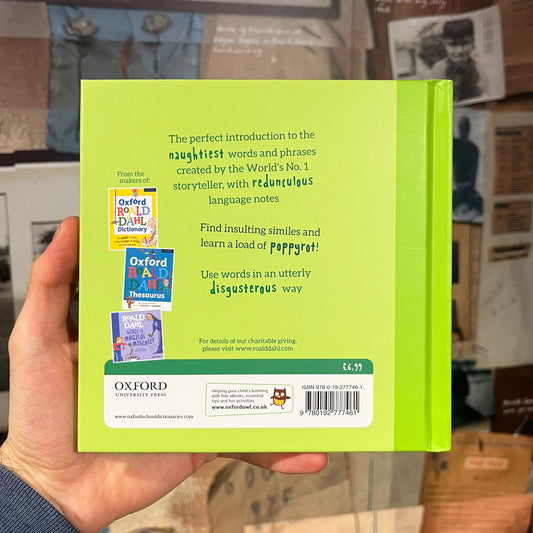 The perfect introduction to the
naughtiest words and phrases
created by the World's No. 1
storyteller, with redunculous
language notes
Find insulting similes and
learn a load of poppyrot!
Use words in an utterly
disgusterous way
From the
makers of:
Oxford
ROALD
DAHL
Dictionary
Oxford
ROALD
DAHL
Thesaurus
ROALD
DAHL
WORDS OF
MAGICAL
MISCHIEF
For details of our charitable giving,
please visit www.roalddahl.com
£6.99
OXFORD
UNIVERSITY PRESS
www.oxfordschooldictionaries.com
Helping your child's learning
with free eBooks, essential
tips and fun activities
www.oxfordowl.co.uk
ISBN 978-0-19-277746-1
9 780192 777461